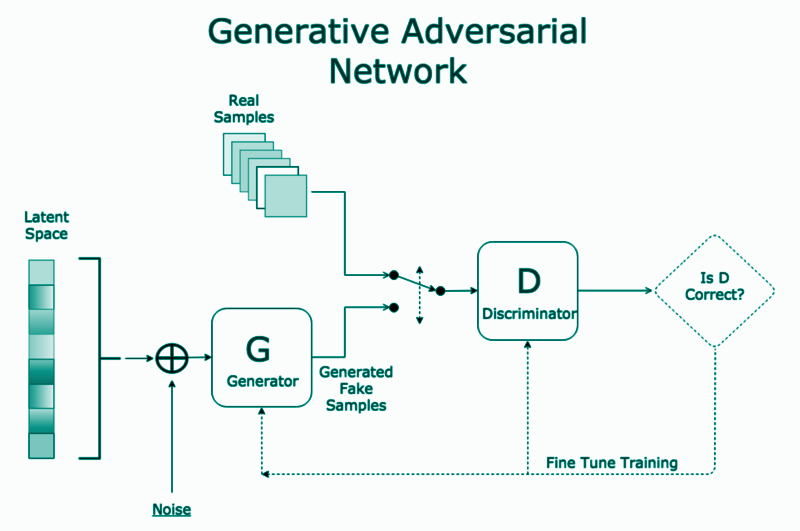 Generative Adversarial
Network
Real
Samples
Latent
Space
Is D
Correct?
D
Discriminator
G
Generator
Generated
Fake
Samples
Fine Tune Training
Noise